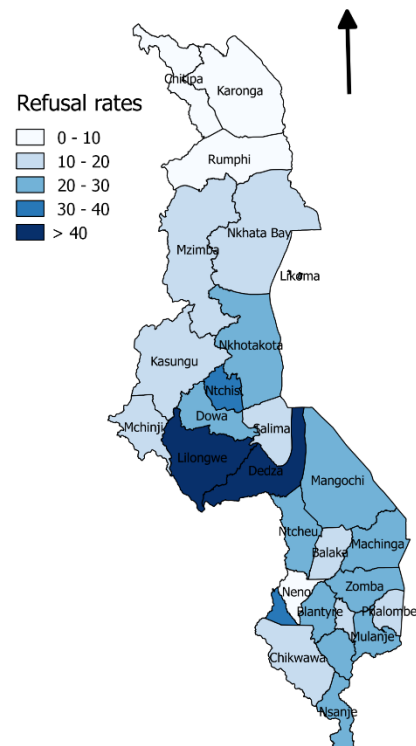 Chitipa
Karonga
Refusal rates
0 - 10
10 - 20
20 - 30
30 - 40
> 40
Rumphi
Nkhata Bay
Mzimba
Likoma
Nkhotakota
Kasungu
Ntchis
Dowa
Salima
Mchinji
Lilongwe
Dedza
Mangochi
Ntcheu
Machinga
Balaka
Zomba
Neno
Blantyre
Phalombe
Mulanje
Chikwawa
Nsanje